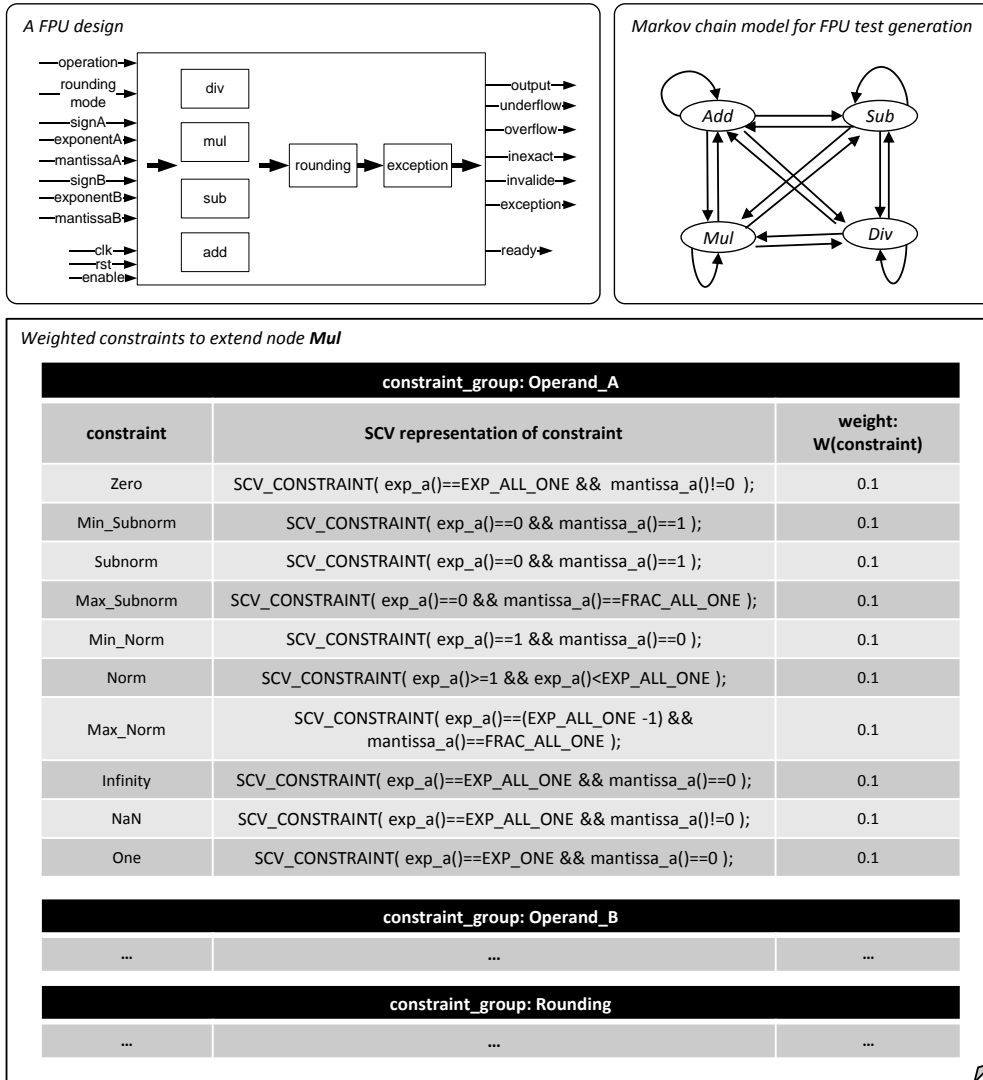 A FPU design
operation
rounding
mode
signA
exponentA
mantissaA
signB
exponentB
mantissaB
clk
rst
enable
div
mul
sub
add
rounding
exception
output
underflow
overflow
inexact
invalide
exception
ready
Markov chain model for FPU test generation
Add
Sub
Mul
Div
Weighted constraints to extend node Mul
constraint_group: Operand_A
constraint
SCV representation of constraint
weight:
W(constraint)
Zero
SCV_CONSTRAINT( exp_a()==EXP_ALL_ONE && mantissa_a()!=0 );
0.1
Min_Subnorm
SCV_CONSTRAINT( exp_a()==0 && mantissa_a()==1 );
0.1
Subnorm
SCV_CONSTRAINT( exp_a()==0 && mantissa_a()==1 );
0.1
Max_Subnorm
SCV_CONSTRAINT( exp_a()==0 && mantissa_a()==FRAC_ALL_ONE );
0.1
Min_Norm
SCV_CONSTRAINT( exp_a()==1 && mantissa_a()==0 );
0.1
Norm
SCV_CONSTRAINT( exp_a()>=1 && exp_a()<EXP_ALL_ONE );
0.1
Max_Norm
SCV_CONSTRAINT( exp_a()==(EXP_ALL_ONE -1) &&
mantissa_a()==FRAC_ALL_ONE );
0.1
Infinity
SCV_CONSTRAINT( exp_a()==EXP_ALL_ONE && mantissa_a()==0 );
0.1
NaN
SCV_CONSTRAINT( exp_a()==EXP_ALL_ONE && mantissa_a()!=0 );
0.1
One
SCV_CONSTRAINT( exp_a()==EXP_ONE && mantissa_a()==0 );
0.1
constraint_group: Operand_B
... ... ...
constraint_group: Rounding
... ... ...